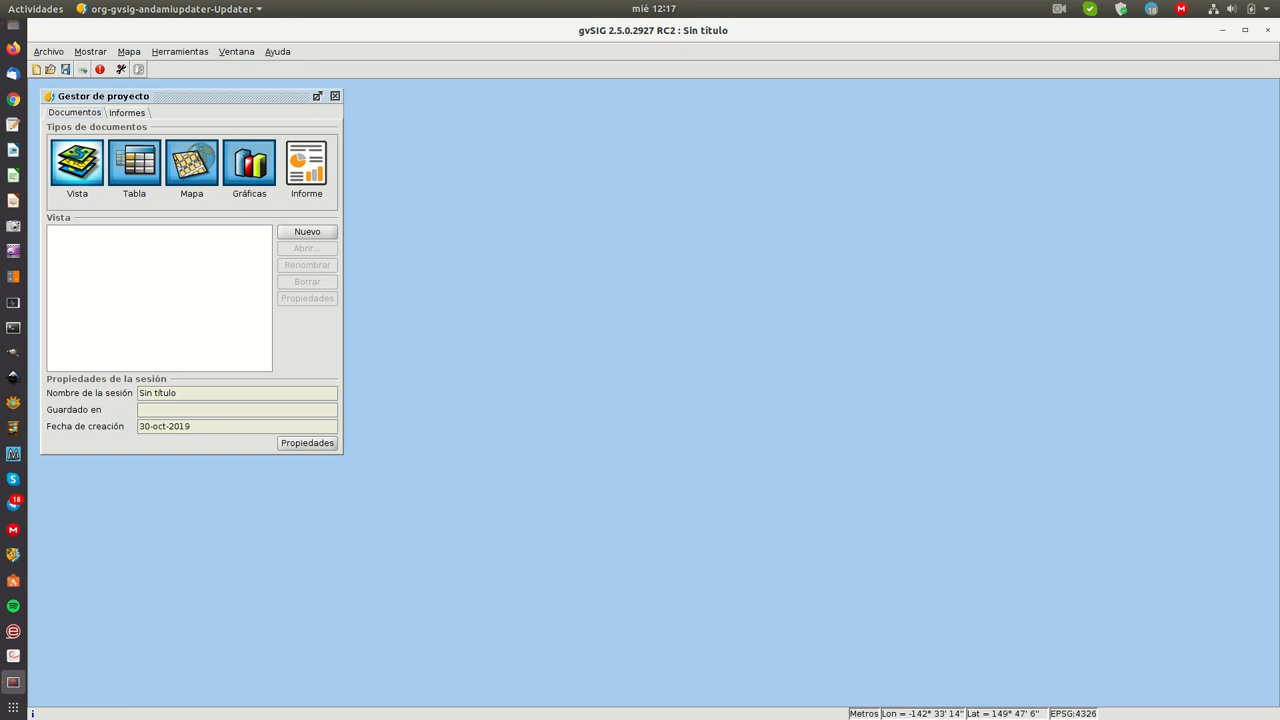 Actividades
org-gvsig-andamiupdater-Updater
mié 12:17
18
gvSIG 2.5.0.2927 RC2 : Sin título
Archivo Mostrar Mapa Herramientas Ventana Ayuda
Gestor de proyecto
Documentos Informes
Tipos de documentos
Vista Tabla Mapa Gráficas Informe
Vista
Nuevo
Abrir...
Renombrar
Borrar
Propiedades
Propiedades de la sesión
Nombre de la sesión Sin título
Guardado en
Fecha de creación 30-oct-2019
Propiedades
18
Metros Lon = -142° 33' 14'' Lat = 149° 47' 6'' EPSG:4326